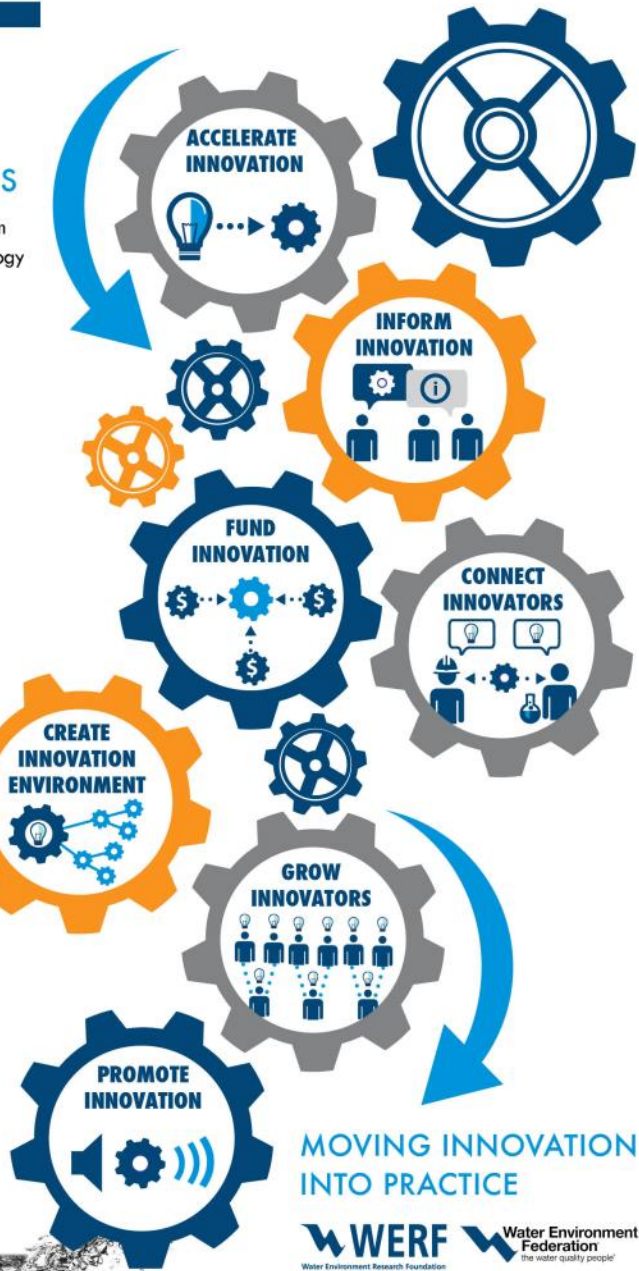 S
ogy
ACCELERATE
INNOVATION
INFORM
INNOVATION
i
FUND
INNOVATION
$ $
$
CONNECT
INNOVATORS
CREATE
INNOVATION
ENVIRONMENT
GROW
INNOVATORS
PROMOTE
INNOVATION
MOVING INNOVATION
INTO PRACTICE
WERF
Water Environment Research Foundation
Water Environment
Federation
the water quality people